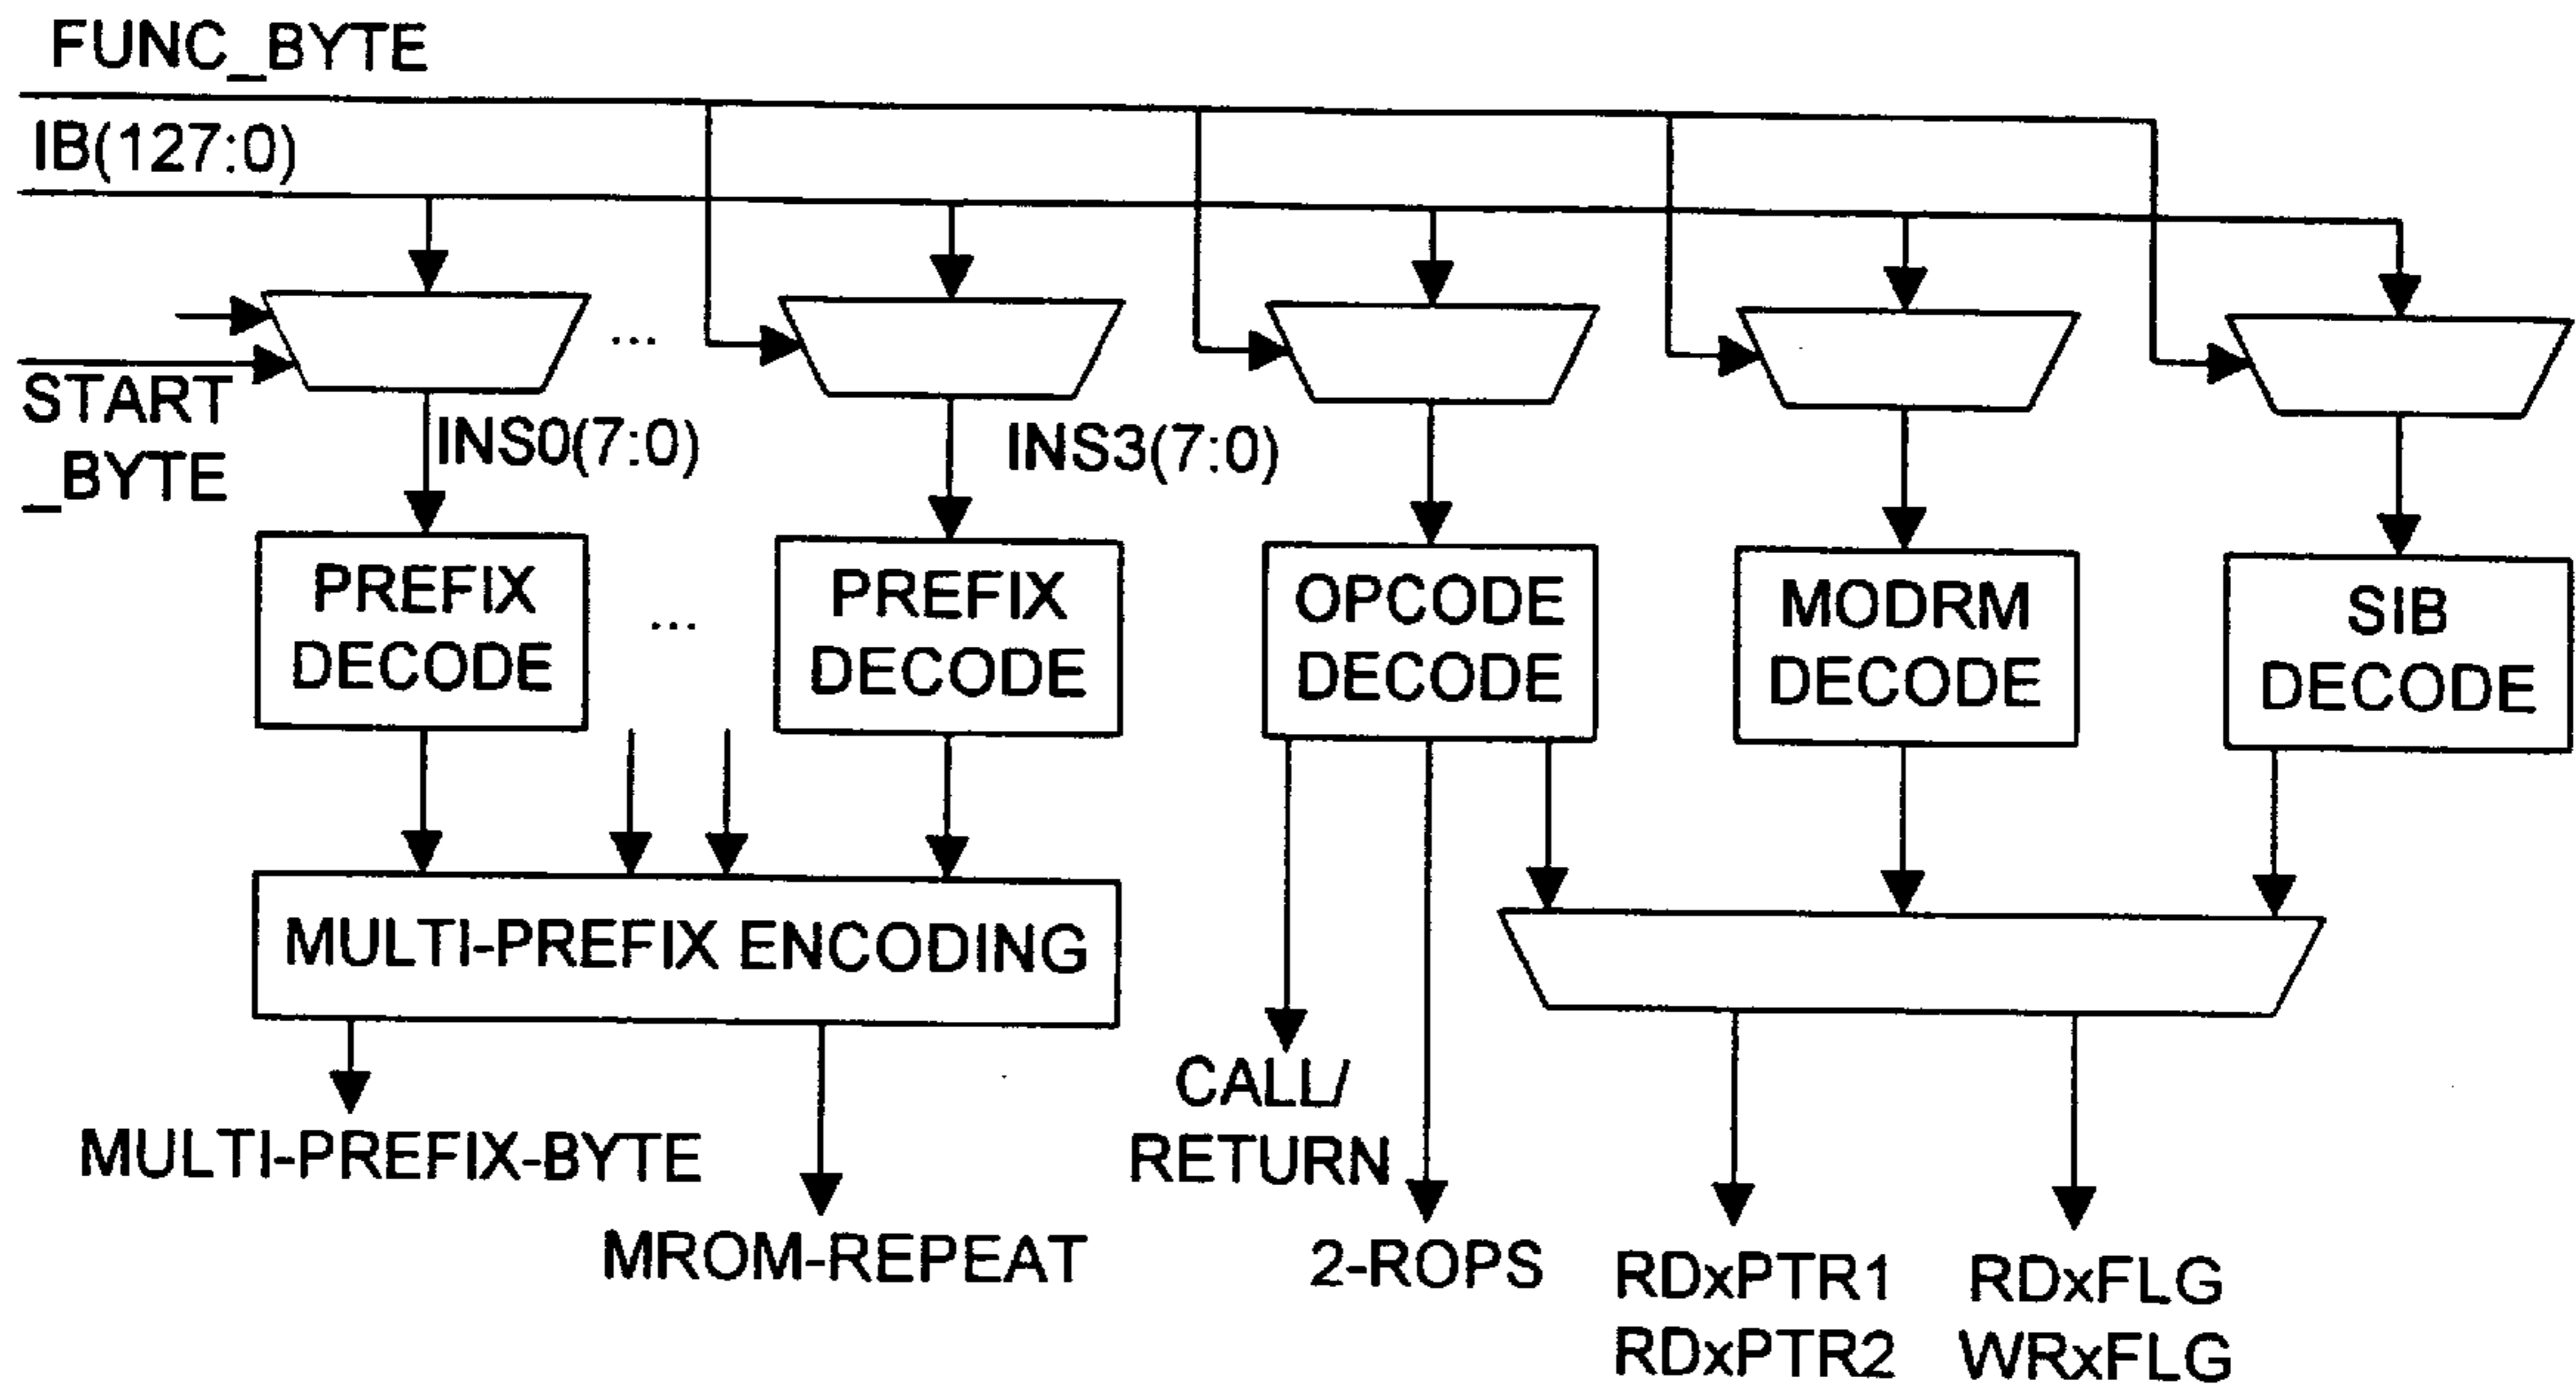 FUNC_BYTE
IB(127:0)
START
_BYTE
...
INS0(7:0)
INS3(7:0)
PREFIX
DECODE
...
PREFIX
DECODE
OPCODE
DECODE
MODRM
DECODE
SIB
DECODE
MULTI-PREFIX ENCODING
MULTI-PREFIX-BYTE
MROM-REPEAT
CALL/
RETURN
2-ROPS
RDxPTR1
RDxPTR2
RDxFLG
WRxFLG